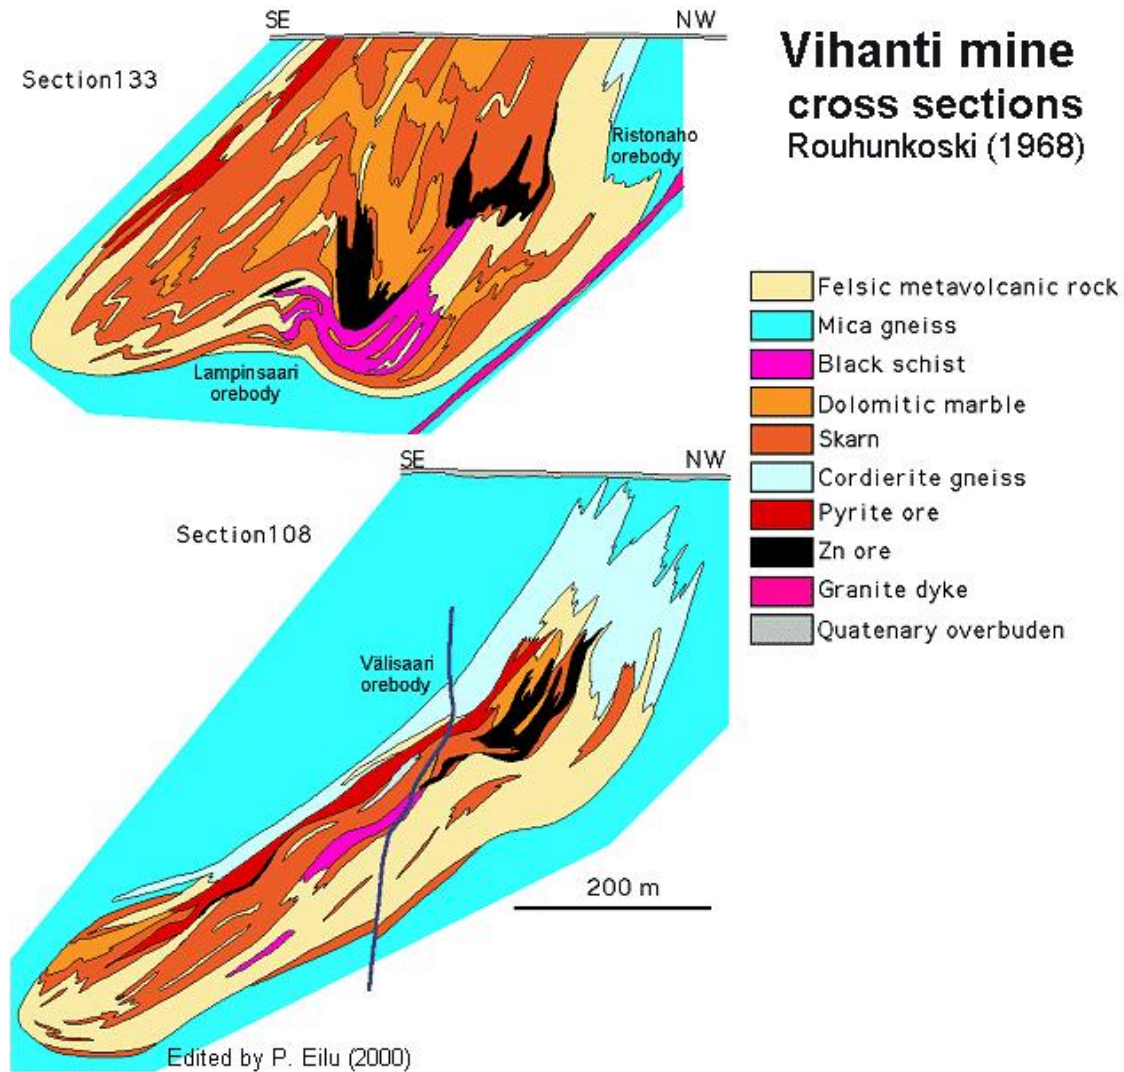 SE NW
Vihanti mine
cross sections
Rouhunkoski (1968)
Section133
Ristonaho
orebody
Lampinsaari
orebody
Felsic metavolcanic rock
Mica gneiss
Black schist
Dolomitic marble
Skarn
Cordierite gneiss
Pyrite ore
Zn ore
Granite dyke
Quatenary overbuden
SE NW
Section108
Välisaari
orebody
200 m
Edited by P. Eilu (2000)